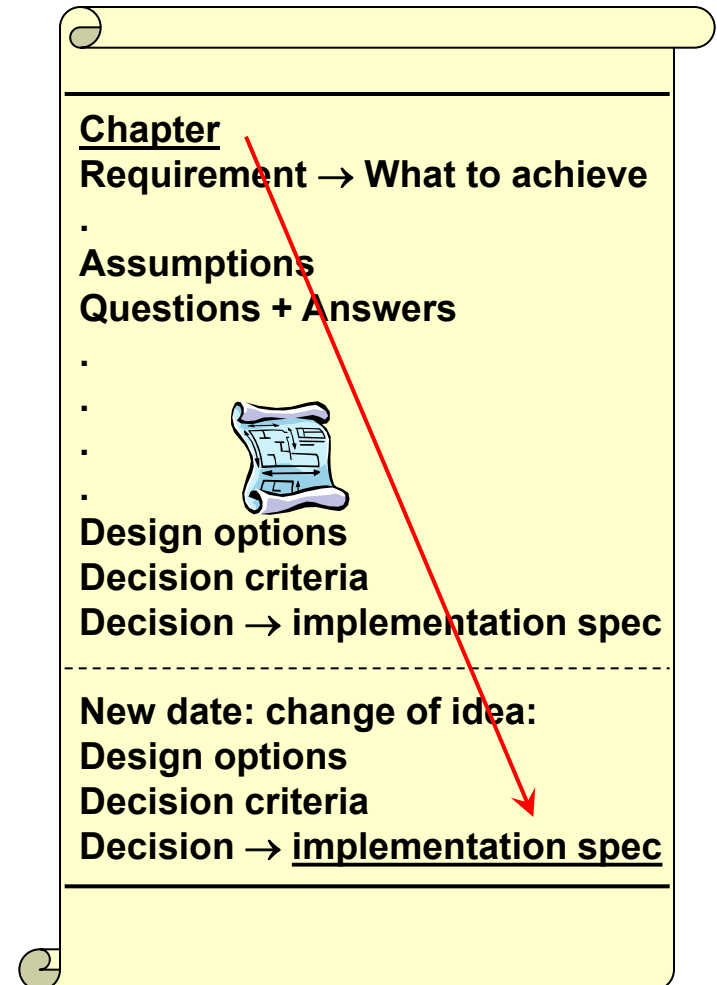 Chapter
Requirement → What to achieve
.
Assumptions
Questions + Answers
.
.
.
.
Design options
Decision criteria
Decision → implementation spec
New date: change of idea:
Design options
Decision criteria
Decision → implementation spec